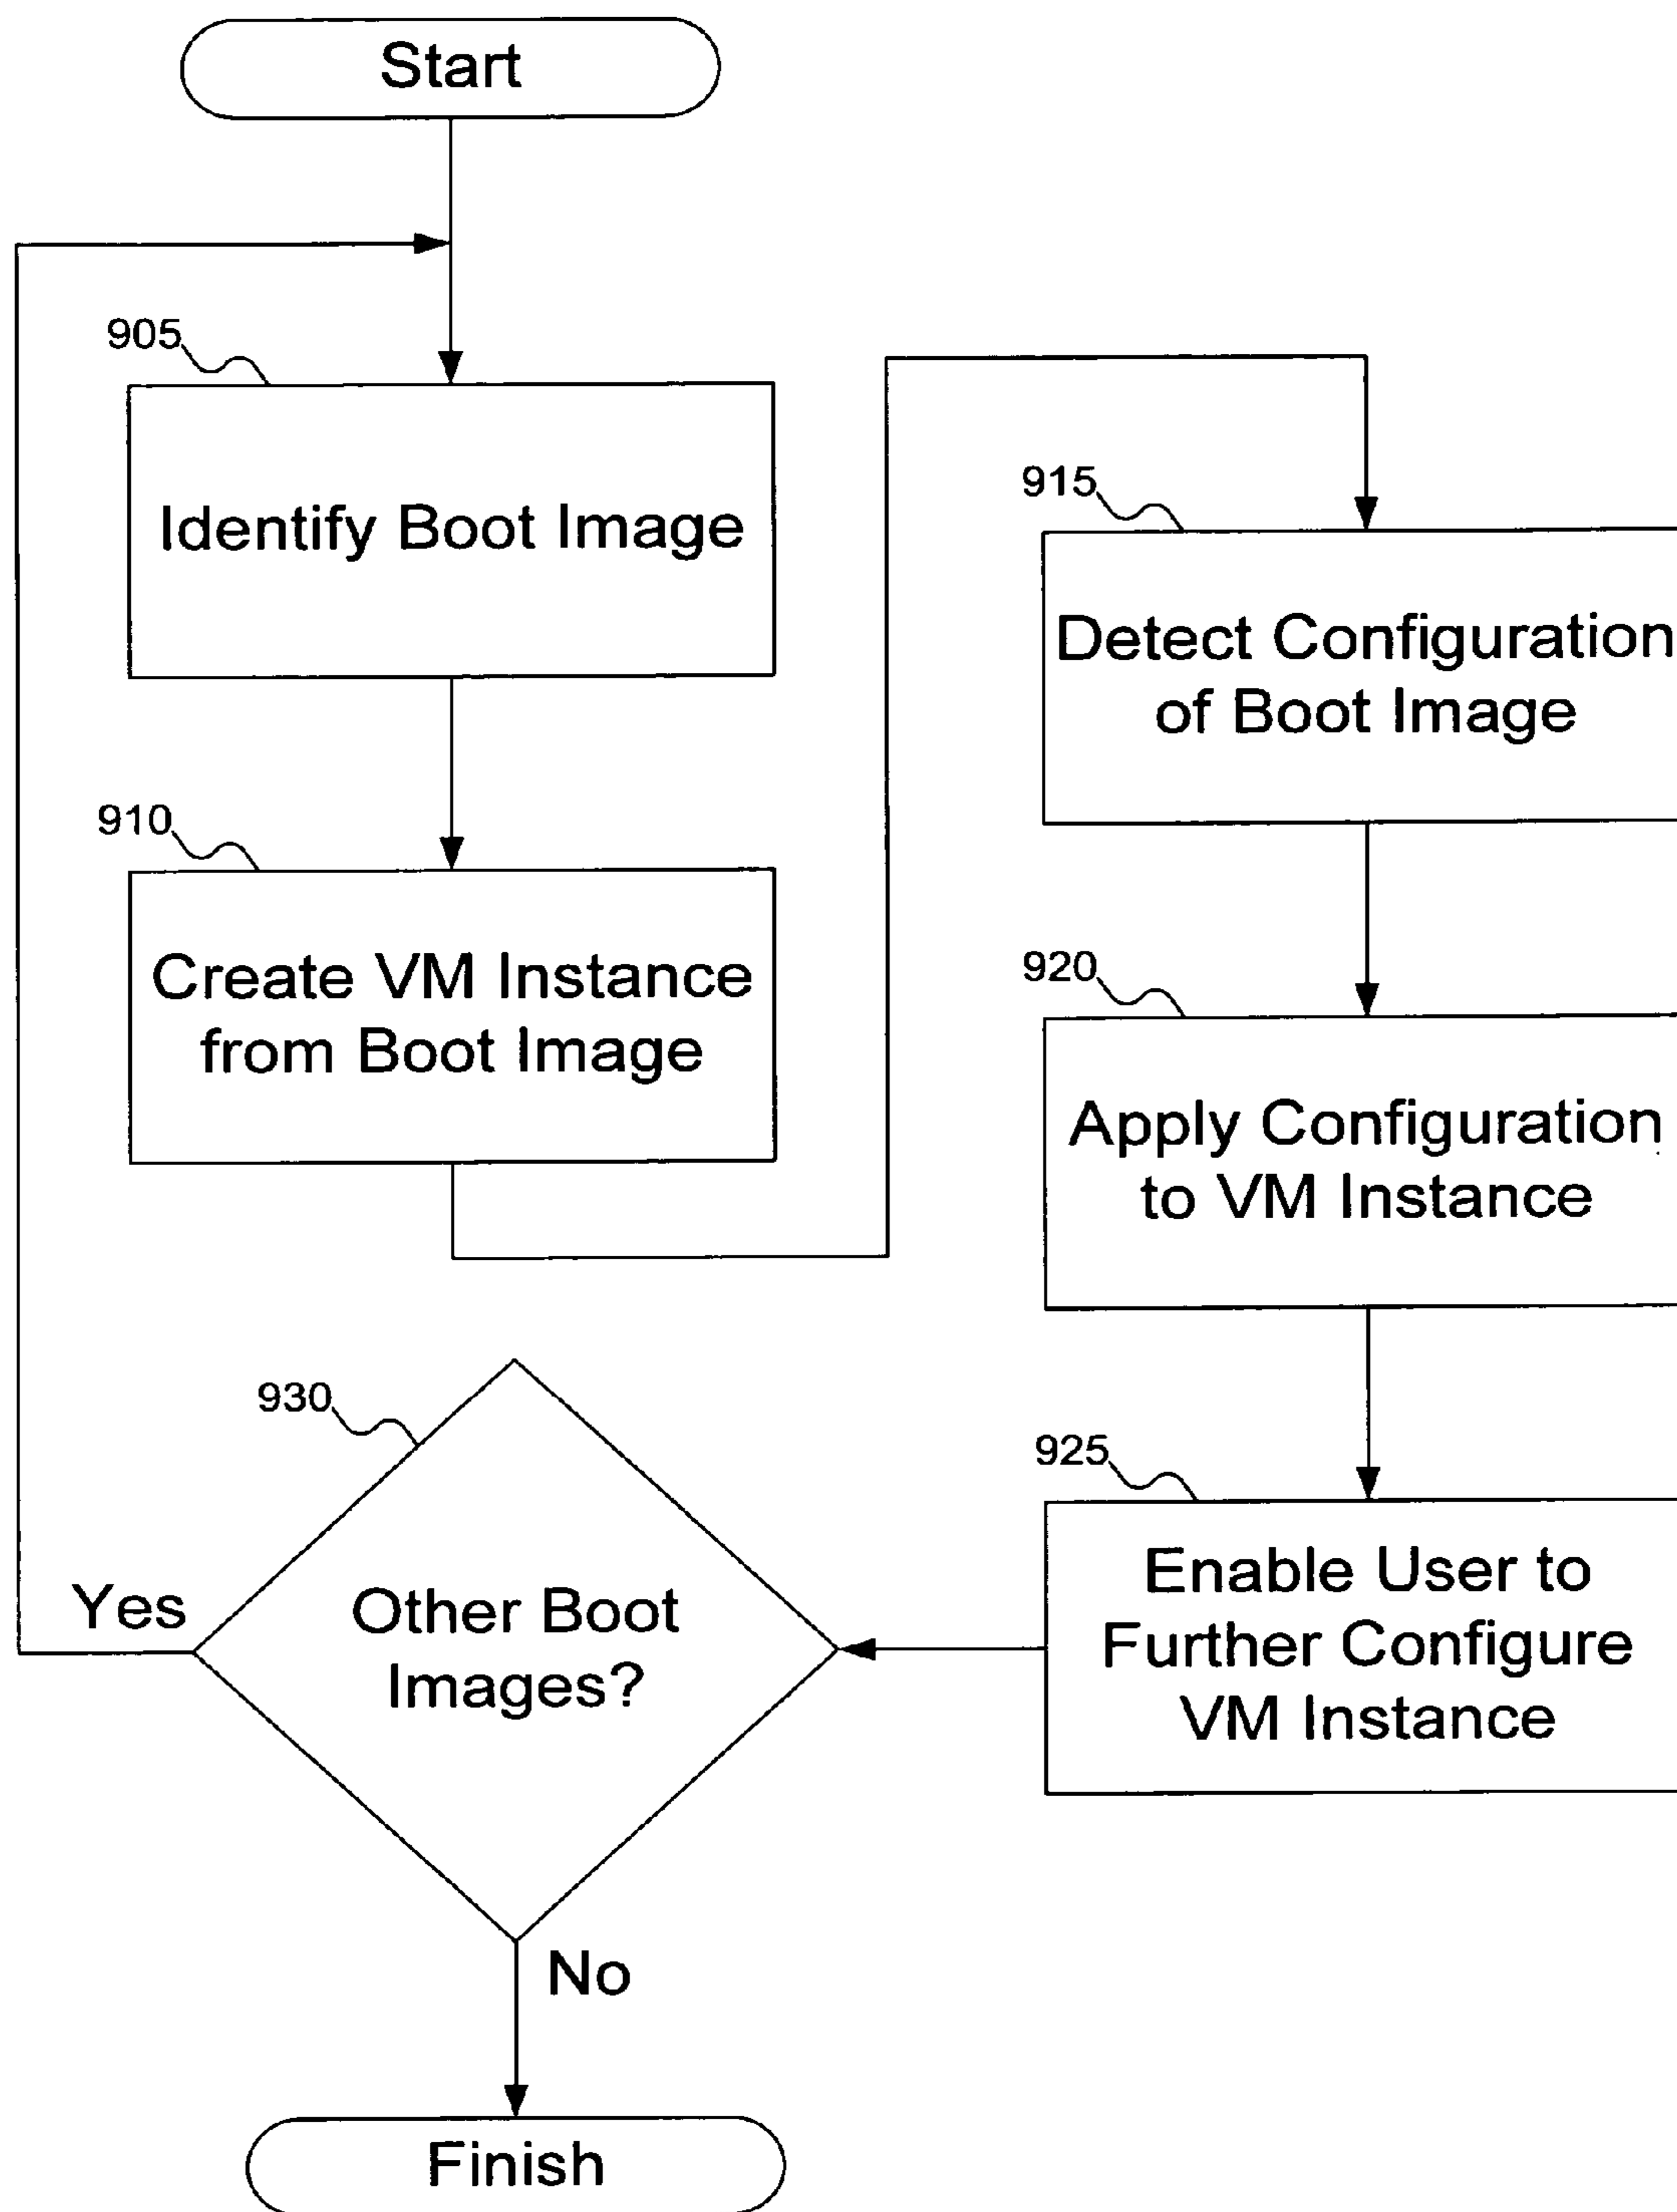 Start
905
Identify Boot Image
910
Create VM Instance
from Boot Image
915
Detect Configuration
of Boot Image
920
Apply Configuration
to VM Instance
925
Enable User to
Further Configure
VM Instance
930
Other Boot
Images?
Yes
No
Finish